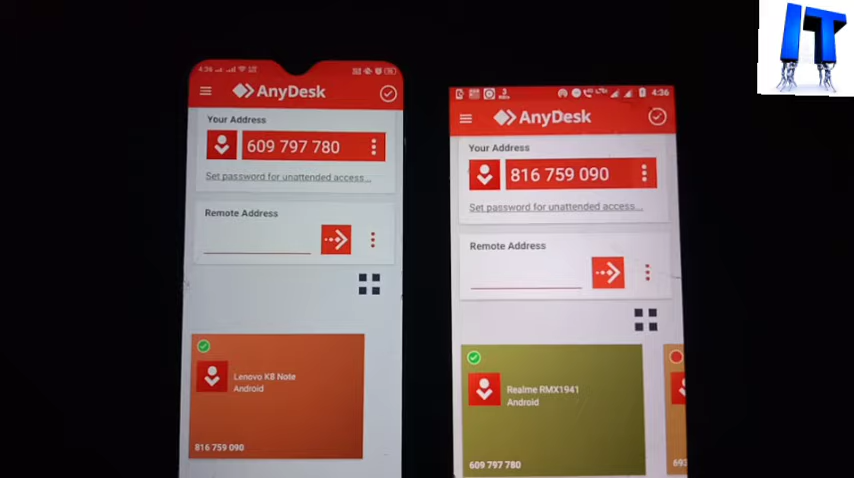 IT
4:36
AnyDesk
Your Address
609 797 780
Set password for unattended access...
Remote Address
Lenovo K8 Note
Android
816 759 090
4:36
AnyDesk
Your Address
816 759 090
Set password for unattended access...
Remote Address
Realme RMX1941
Android
609 797 780
693